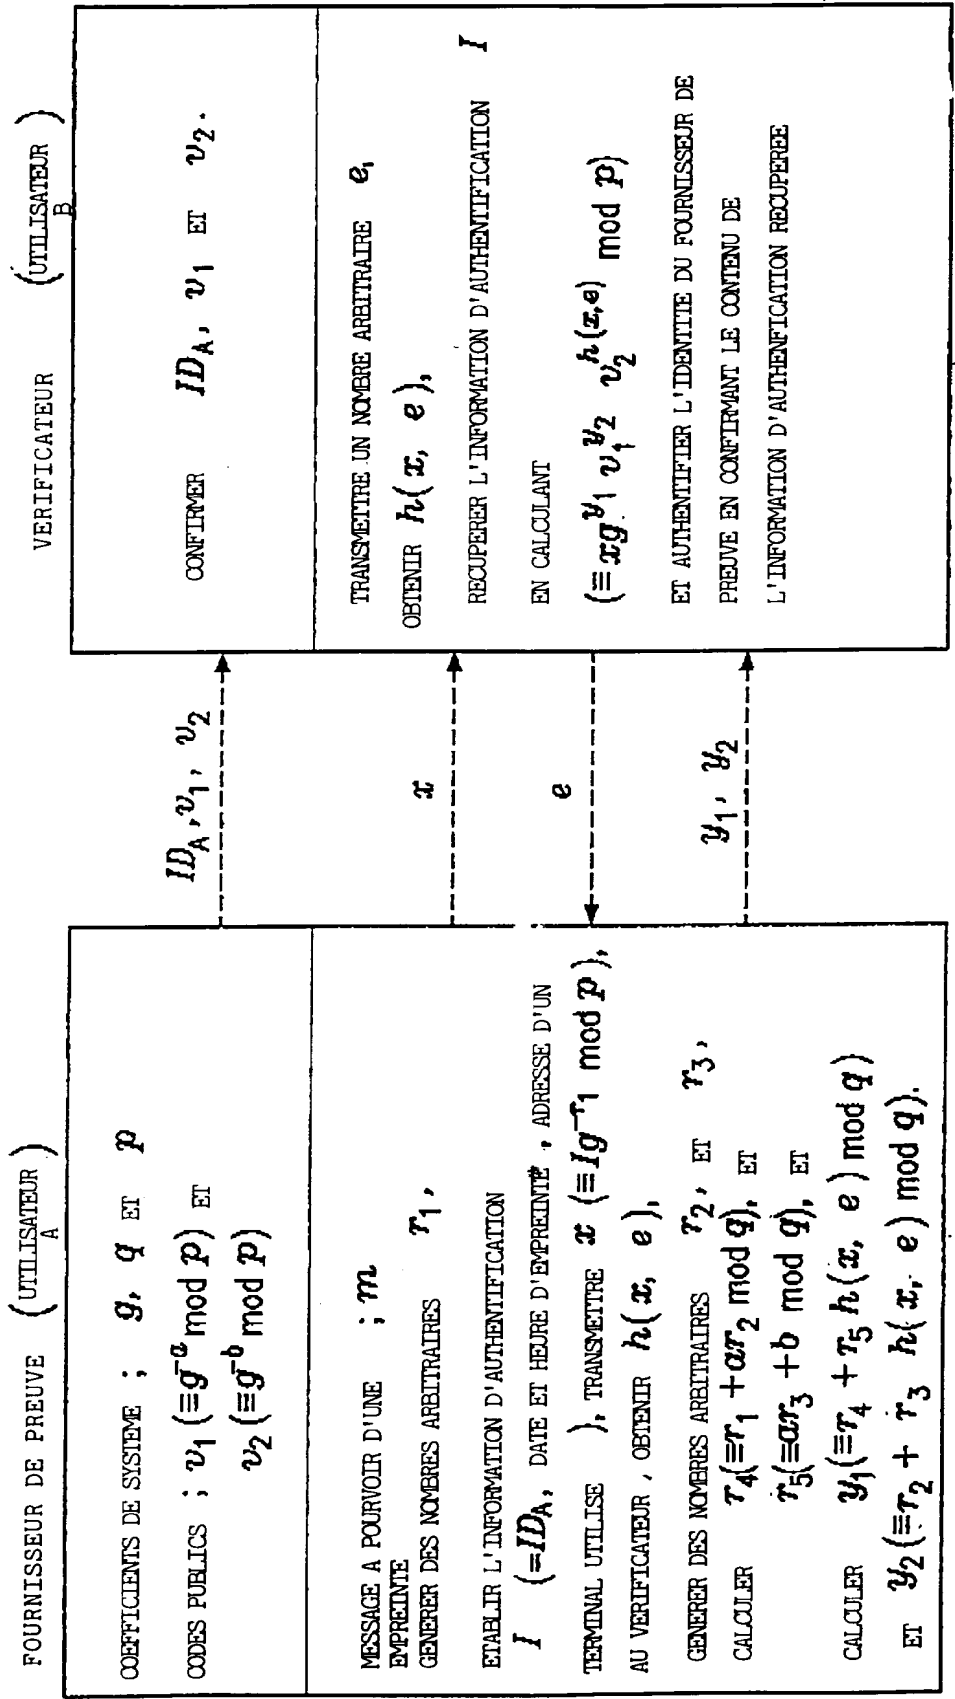 FOURNISSEUR DE PREUVE (UTILISATEUR A)
COEFFICIENTS DE SYSTEME ; g, q ET p
CODES PUBLICS ; v₁ (≡g⁻ᵃ mod p) ET
v₂ (≡g⁻ᵇ mod p)
MESSAGE A POURVOIR D'UNE ; m
EMPREINTE
GENERER DES NOMBRES ARBITRAIRES r₁,
ETABLIR L'INFORMATION D'AUTHENTIFICATION
I (=ID_A, DATE ET HEURE D'EMPREINTE, ADRESSE D'UN
TERMINAL UTILISE ), TRANSMETTRE x (≡Ig^-r₁ mod p),
AU VERIFICATEUR , OBTENIR h(x, e),
GENERER DES NOMBRES ARBITRAIRES r₂, ET r₃,
CALCULER r₄(≡r₁ +ar₂ mod q), ET
r₅(≡ar₃ +b mod q), ET
CALCULER y₁(≡r₄ + r₅ h(x, e) mod q)
ET y₂(≡r₂ + r₃ h(x, e) mod q).
ID_A, v₁, v₂
x
e
y₁, y₂
VERIFICATEUR (UTILISATEUR B)
CONFIRMER ID_A, v₁ ET v₂.
TRANSMETTRE UN NOMBRE ARBITRAIRE e,
OBTENIR h(x, e),
RECUPERER L'INFORMATION D'AUTHENTIFICATION I
EN CALCULANT
(≡xg^y₁ v₁^y₂ v₂^h(x,e) mod p)
ET AUTHENTIFIER L'IDENTITE DU FOURNISSEUR DE
PREUVE EN CONFIRMANT LE CONTENU DE
L'INFORMATION D'AUTHENFICATION RECUPEREE